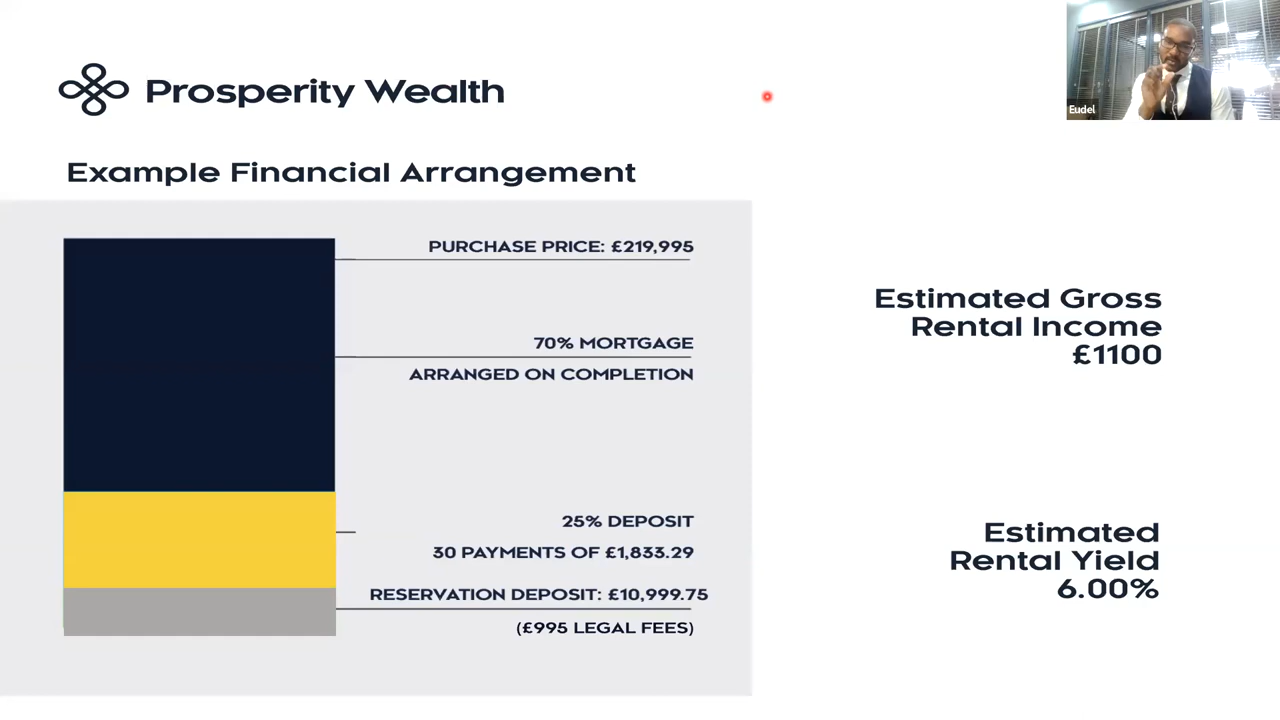 Prosperity Wealth
Eudel
Example Financial Arrangement
PURCHASE PRICE: £219,995
70% MORTGAGE
ARRANGED ON COMPLETION
25% DEPOSIT
30 PAYMENTS OF £1,833.29
RESERVATION DEPOSIT: £10,999.75
(£995 LEGAL FEES)
Estimated Gross
Rental Income
£1100
Estimated
Rental Yield
6.00%